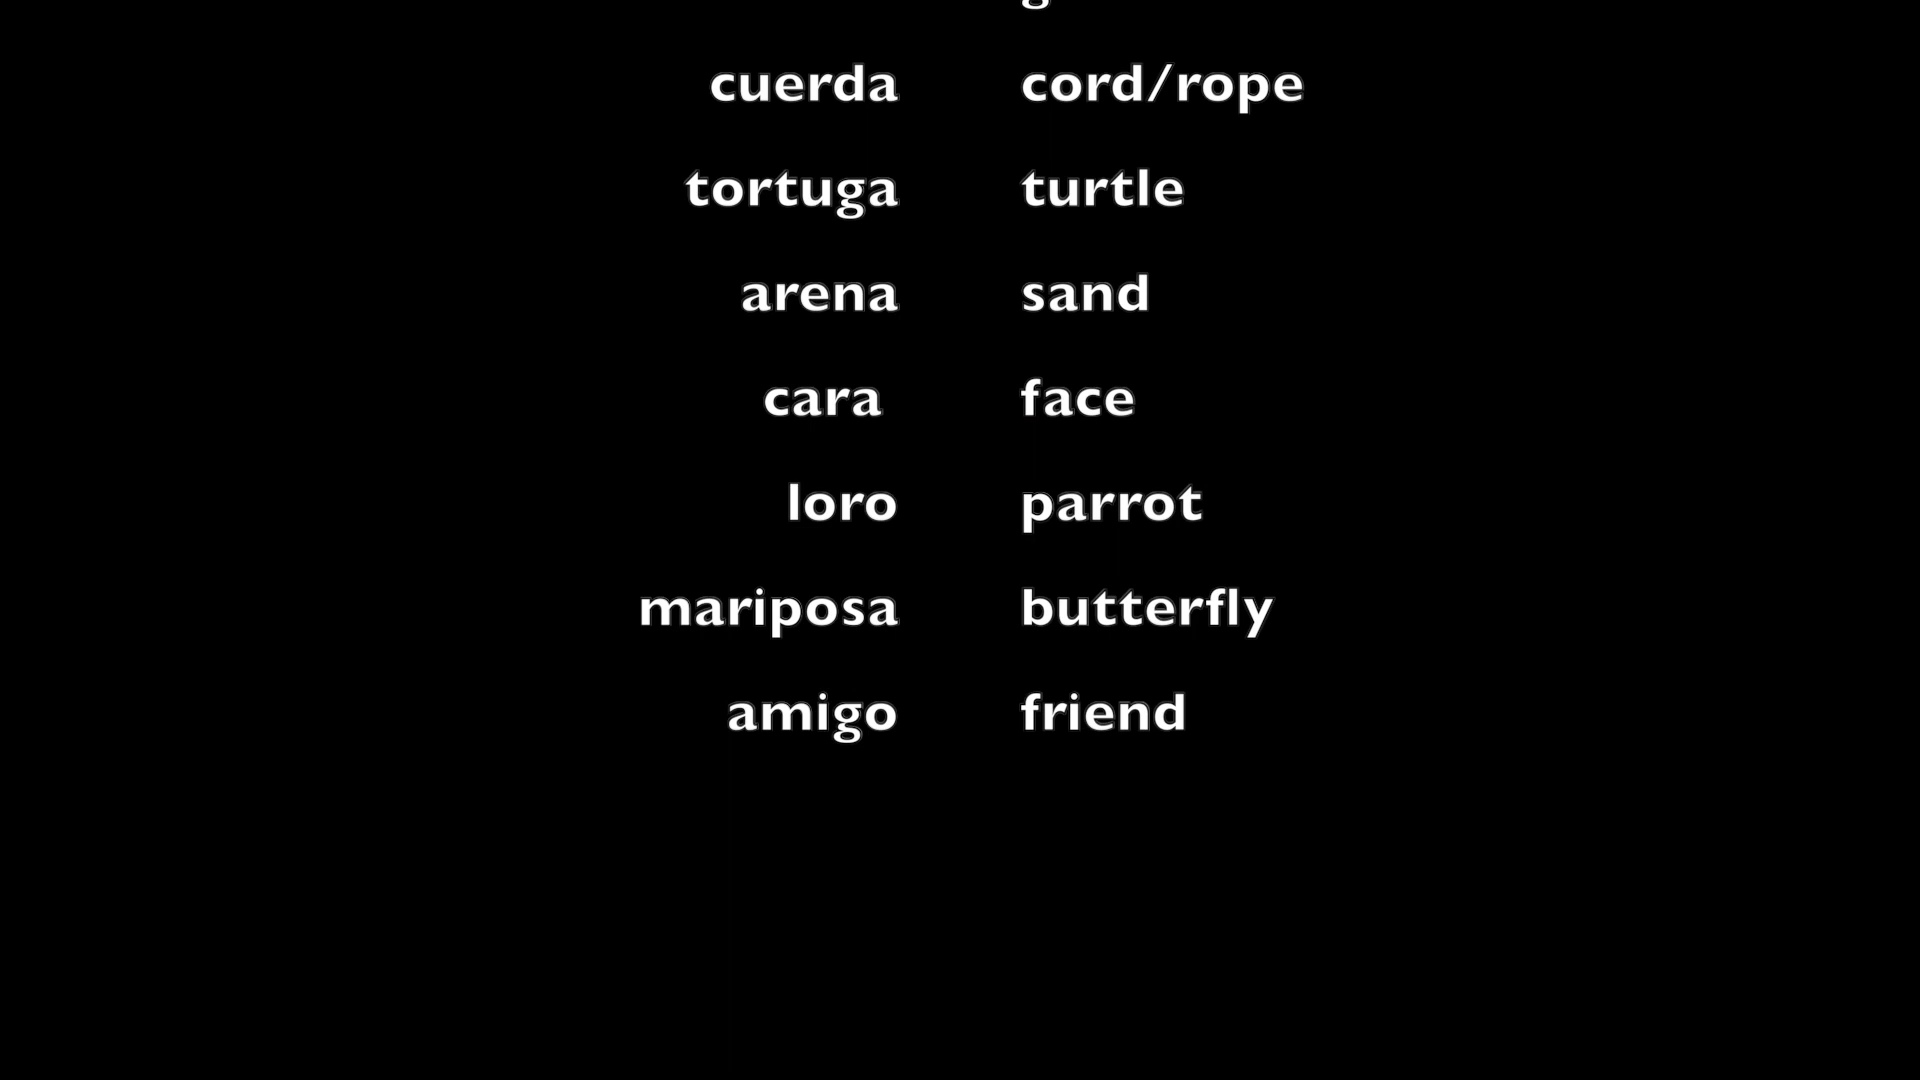 cuerda cord/rope
tortuga turtle
arena sand
cara face
loro parrot
mariposa butterfly
amigo friend